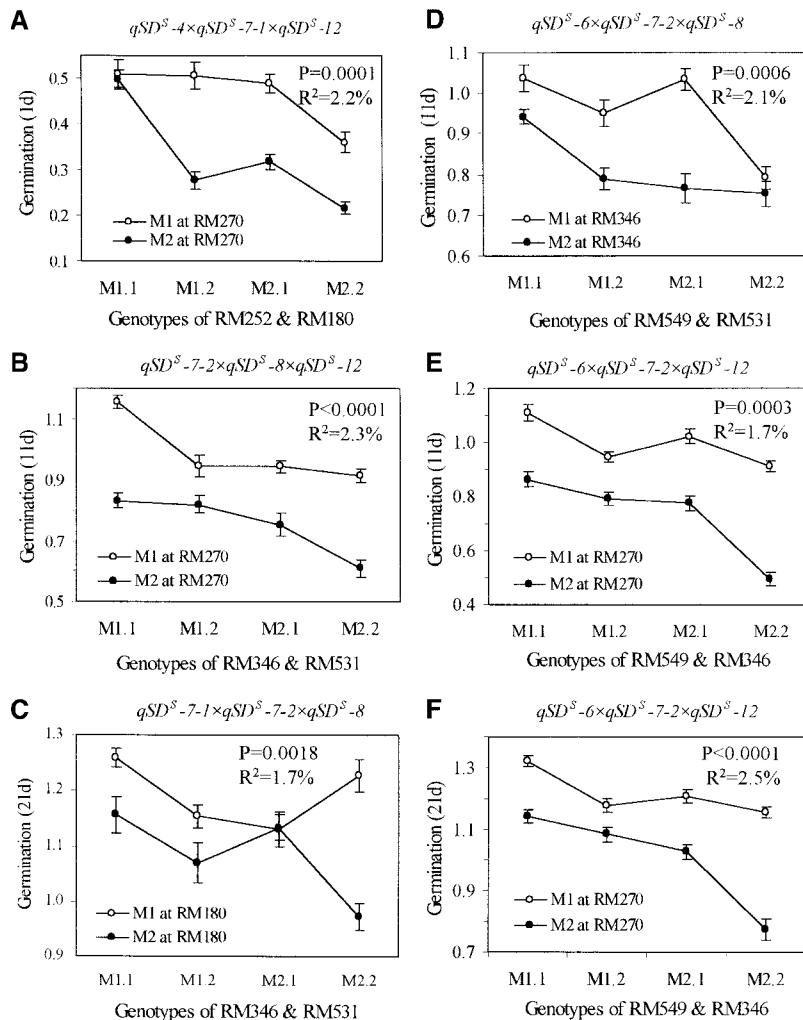 A
qSD^S-4×qSD^S-7-1×qSD^S-12
P=0.0001
R²=2.2%
Germination (1d)
0.5
0.3
0.2
0.1
M1 at RM270
M2 at RM270
M1.1 M1.2 M2.1 M2.2
Genotypes of RM252 & RM180
B
qSD^S-7-2×qSD^S-8×qSD^S-12
P<0.0001
R²=2.3%
Germination (11d)
1.1
0.9
0.7
0.5
M1 at RM270
M2 at RM270
M1.1 M1.2 M2.1 M2.2
Genotypes of RM346 & RM531
C
qSD^S-7-1×qSD^S-7-2×qSD^S-8
P=0.0018
R²=1.7%
Germination (21d)
1.3
1.2
1.1
1.0
0.9
M1 at RM180
M2 at RM180
M1.1 M1.2 M2.1 M2.2
Genotypes of RM346 & RM531
D
qSD^S-6×qSD^S-7-2×qSD^S-8
P=0.0006
R²=2.1%
Germination (11d)
1.1
1.0
0.9
0.8
0.7
0.6
M1 at RM346
M2 at RM346
M1.1 M1.2 M2.1 M2.2
Genotypes of RM549 & RM531
E
qSD^S-6×qSD^S-7-2×qSD^S-12
P=0.0003
R²=1.7%
Germination (11d)
1.2
1.0
0.8
0.5
0.4
M1 at RM270
M2 at RM270
M1.1 M1.2 M2.1 M2.2
Genotypes of RM549 & RM346
F
qSD^S-6×qSD^S-7-2×qSD^S-12
P<0.0001
R²=2.5%
Germination (21d)
1.3
1.1
0.9
0.7
M1 at RM270
M2 at RM270
M1.1 M1.2 M2.1 M2.2
Genotypes of RM549 & RM346